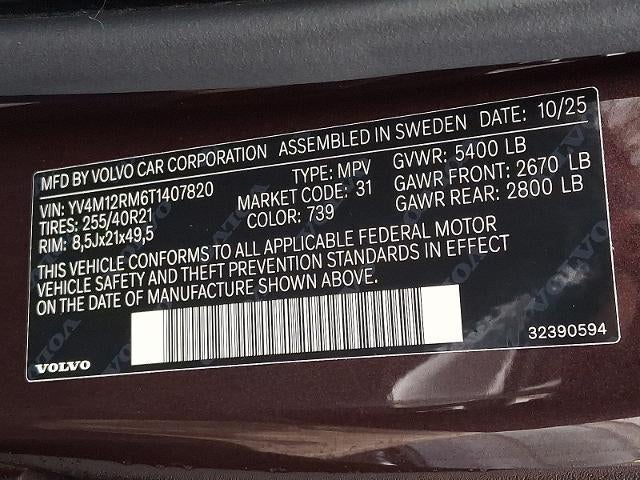 MFD BY VOLVO CAR CORPORATION ASSEMBLED IN SWEDEN DATE: 10/25
VIN: YV4M12RM6T1407820 TYPE: MPV GVWR: 5400 LB
TIRES: 255/40R21 MARKET CODE: 31 GAWR FRONT: 2670 LB
RIM: 8,5Jx21x49,5 COLOR: 739 GAWR REAR: 2800 LB
THIS VEHICLE CONFORMS TO ALL APPLICABLE FEDERAL MOTOR
VEHICLE SAFETY AND THEFT PREVENTION STANDARDS IN EFFECT
ON THE DATE OF MANUFACTURE SHOWN ABOVE.
VOLVO 32390594